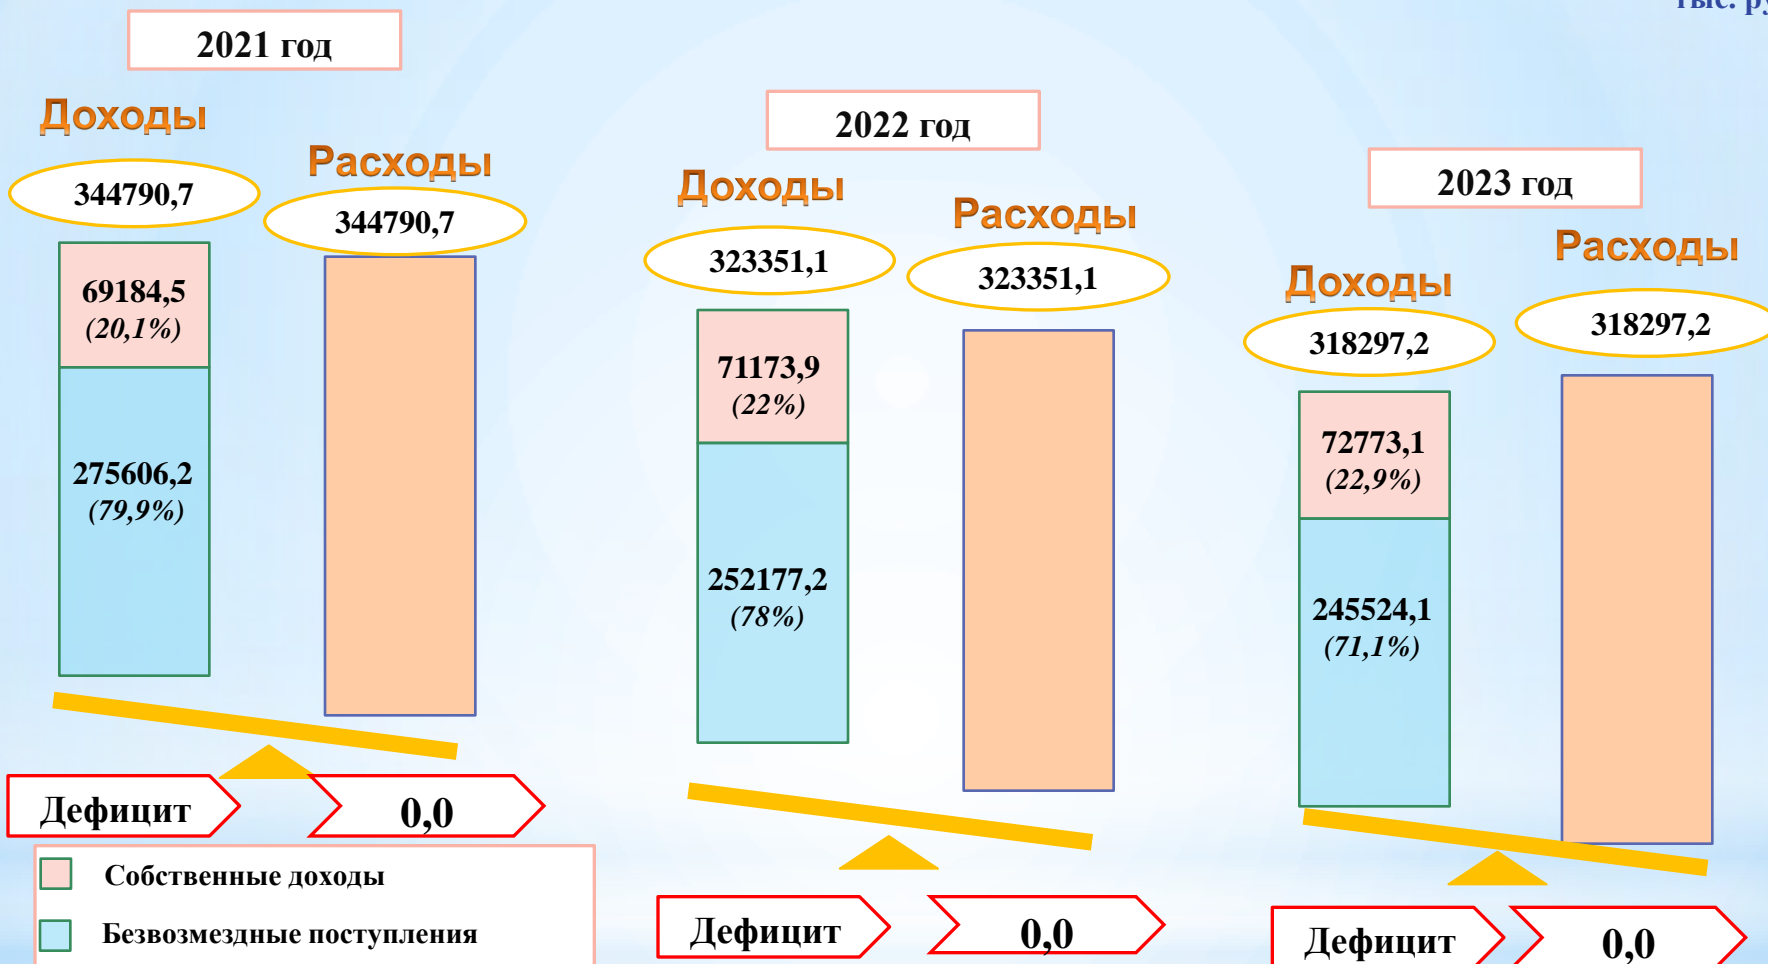 тыс. ру
2021 год
Доходы
344790,7
Расходы
344790,7
69184,5
(20,1%)
275606,2
(79,9%)
Дефицит
0,0
2022 год
Доходы
323351,1
Расходы
323351,1
71173,9
(22%)
252177,2
(78%)
Дефицит
0,0
2023 год
Доходы
318297,2
Расходы
318297,2
72773,1
(22,9%)
245524,1
(71,1%)
Дефицит
0,0
Собственные доходы
Безвозмездные поступления